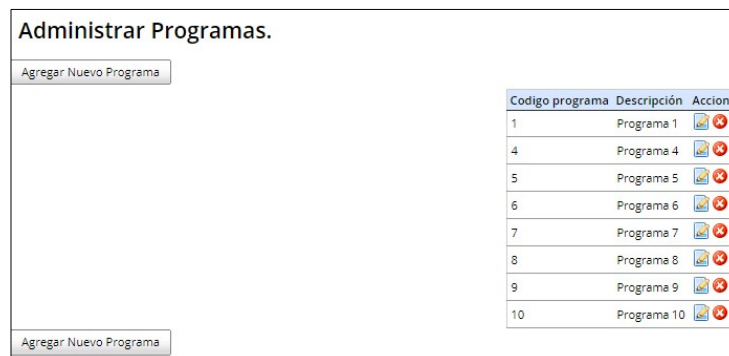 Administrar Programas.
Agregar Nuevo Programa
Codigo programa Descripción Accion
1 Programa 1
4 Programa 4
5 Programa 5
6 Programa 6
7 Programa 7
8 Programa 8
9 Programa 9
10 Programa 10
Agregar Nuevo Programa